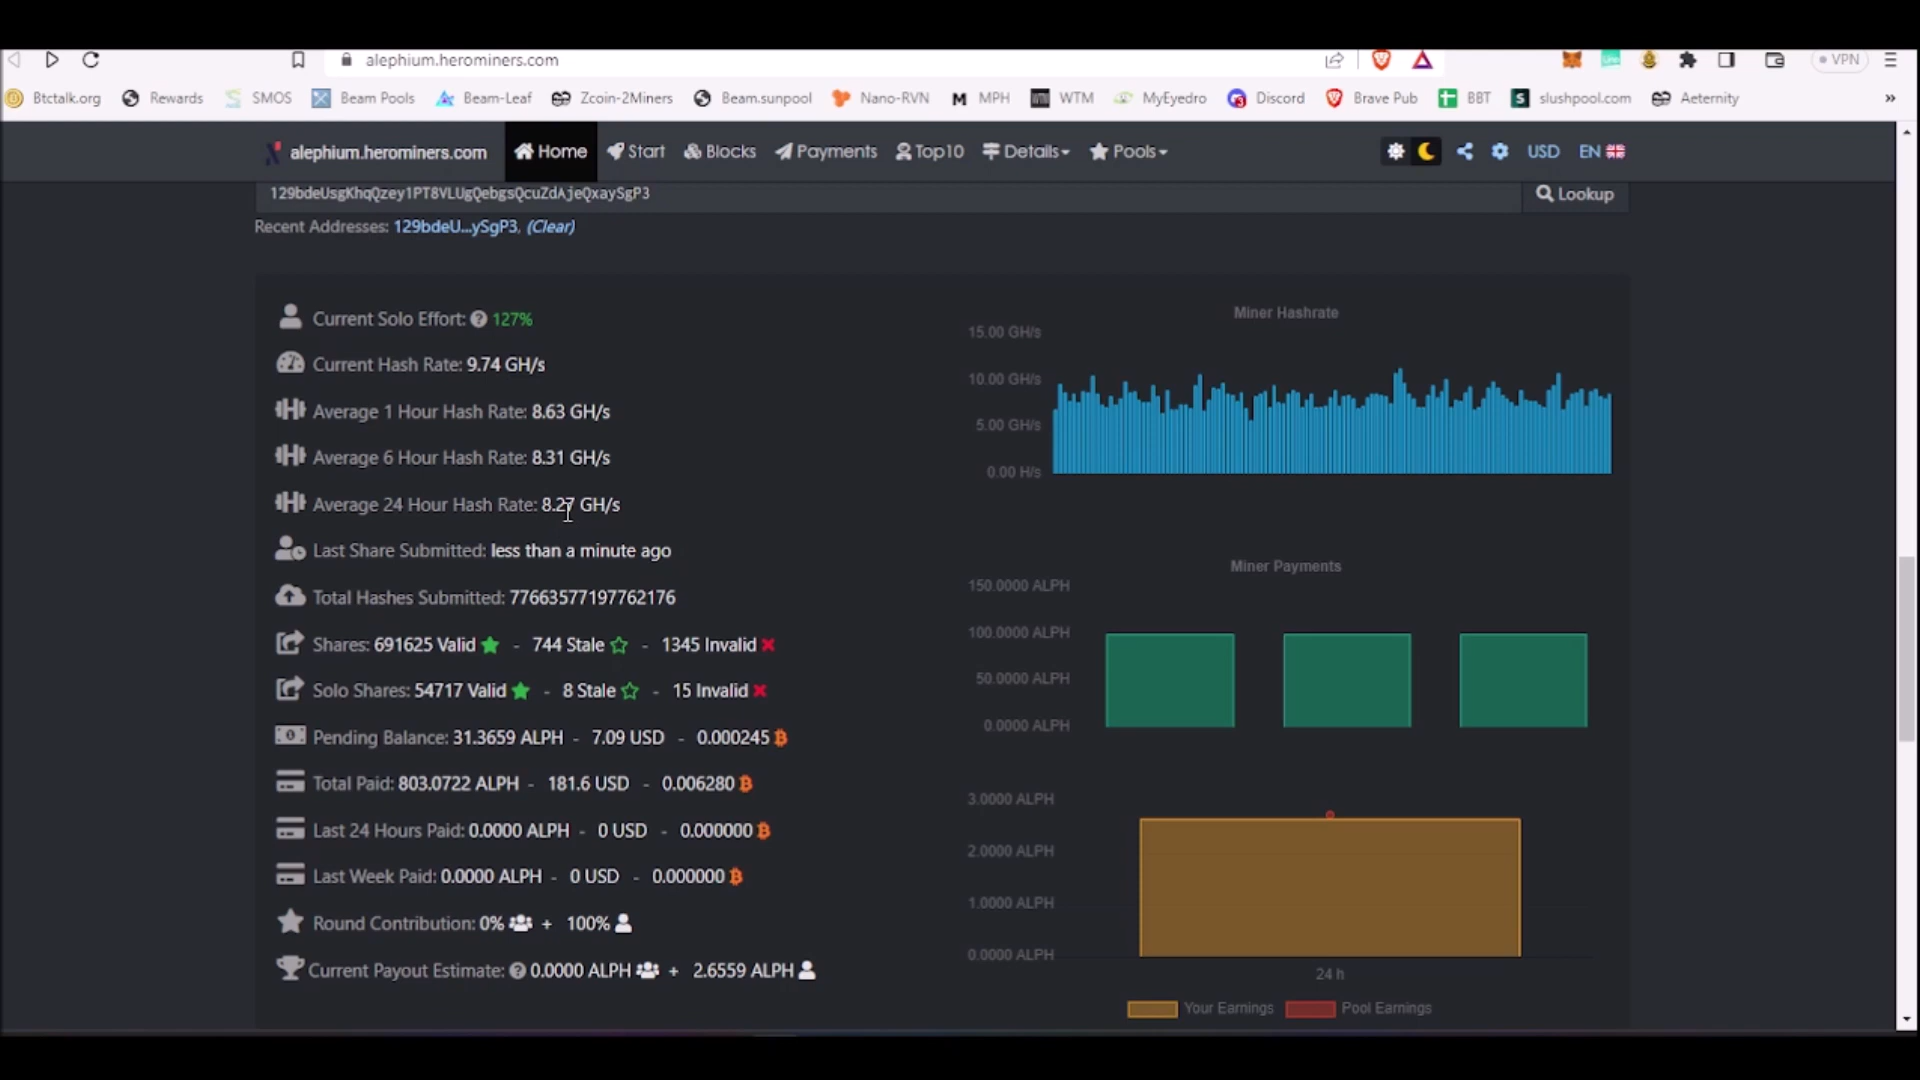 alephium.herominers.com
VPN
Btctalk.org Rewards SMOS Beam Pools Beam-Leaf Zcoin-2Miners Beam.sunpool Nano-RVN MPH WTM MyEyedro Discord Brave Pub BBT slushpool.com Aeternity »
alephium.herominers.com Home Start Blocks Payments Top10 Details Pools USD EN
129bdeUsgKhqQzey1PT8VLUgQebgsQcuZdAjeQxaySgP3 Lookup
Recent Addresses: 129bdeU...ySgP3, (Clear)
Current Solo Effort: 127%
Current Hash Rate: 9.74 GH/s
Average 1 Hour Hash Rate: 8.63 GH/s
Average 6 Hour Hash Rate: 8.31 GH/s
Average 24 Hour Hash Rate: 8.27 GH/s
Last Share Submitted: less than a minute ago
Total Hashes Submitted: 77663577197762176
Shares: 691625 Valid - 744 Stale - 1345 Invalid
Solo Shares: 54717 Valid - 8 Stale - 15 Invalid
Pending Balance: 31.3659 ALPH - 7.09 USD - 0.000245
Total Paid: 803.0722 ALPH - 181.6 USD - 0.006280
Last 24 Hours Paid: 0.0000 ALPH - 0 USD - 0.000000
Last Week Paid: 0.0000 ALPH - 0 USD - 0.000000
Round Contribution: 0% + 100%
Current Payout Estimate: 0.0000 ALPH + 2.6559 ALPH
Miner Hashrate
15.00 GH/s
10.00 GH/s
5.00 GH/s
0.00 H/s
Miner Payments
150.0000 ALPH
100.0000 ALPH
50.0000 ALPH
0.0000 ALPH
3.0000 ALPH
2.0000 ALPH
1.0000 ALPH
0.0000 ALPH
24 h
Your Earnings Pool Earnings